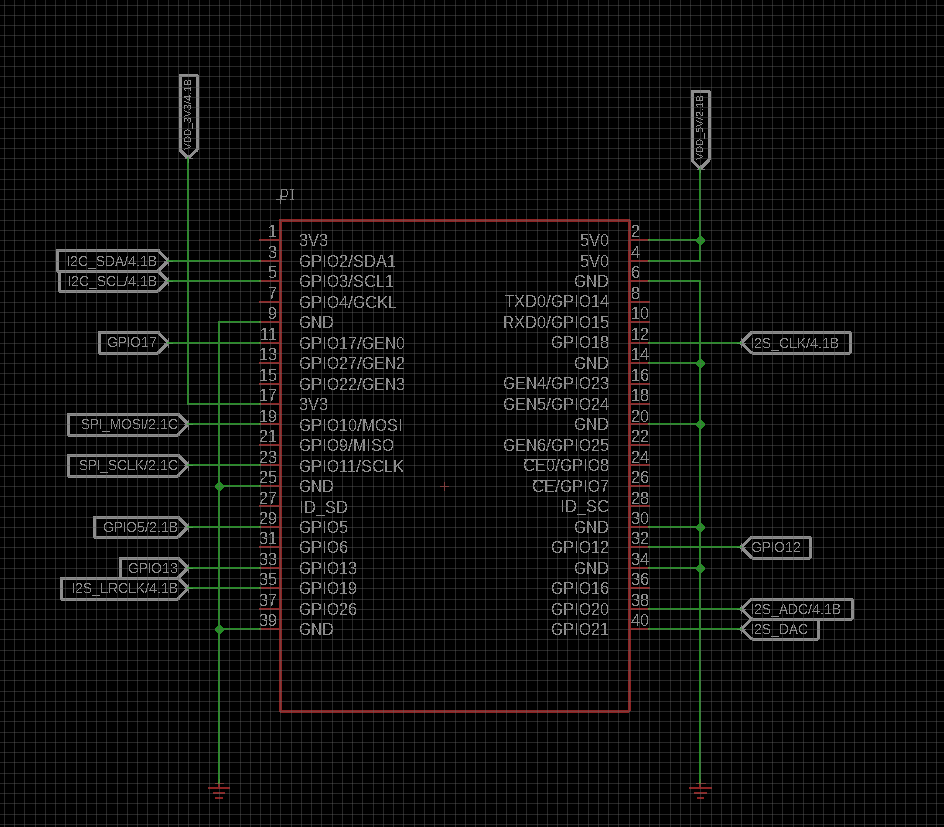 VDD_3V3/4.1B
VDD_5V/2.1B
PI
1 3V3 5V0 2
I2C_SDA/4.1B 3 GPIO2/SDA1 5V0 4
I2C_SCL/4.1B 5 GPIO3/SCL1 GND 6
7 GPIO4/GCKL TXD0/GPIO14 8
9 GND RXD0/GPIO15 10
GPIO17 11 GPIO17/GEN0 GPIO18 12 I2S_CLK/4.1B
13 GPIO27/GEN2 GND 14
15 GPIO22/GEN3 GEN4/GPIO23 16
17 3V3 GEN5/GPIO24 18
SPI_MOSI/2.1C 19 GPIO10/MOSI GND 20
21 GPIO9/MISO GEN6/GPIO25 22
SPI_SCLK/2.1C 23 GPIO11/SCLK CE0/GPIO8 24
25 GND CE/GPIO7 26
27 ID_SD ID_SC 28
GPIO5/2.1B 29 GPIO5 GND 30
31 GPIO6 GPIO12 32 GPIO12
GPIO13 33 GPIO13 GND 34
I2S_LRCLK/4.1B 35 GPIO19 GPIO16 36
37 GPIO26 GPIO20 38 I2S_ADC/4.1B
39 GND GPIO21 40 I2S_DAC